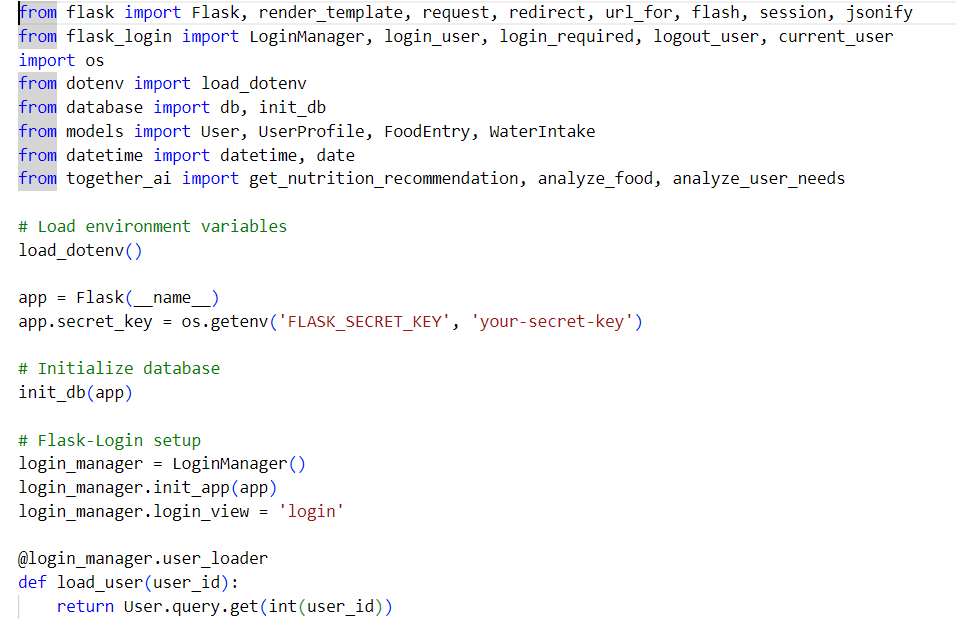 from flask import Flask, render_template, request, redirect, url_for, flash, session, jsonify
from flask_login import LoginManager, login_user, login_required, logout_user, current_user
import os
from dotenv import load_dotenv
from database import db, init_db
from models import User, UserProfile, FoodEntry, WaterIntake
from datetime import datetime, date
from together_ai import get_nutrition_recommendation, analyze_food, analyze_user_needs

# Load environment variables
load_dotenv()

app = Flask(__name__)
app.secret_key = os.getenv('FLASK_SECRET_KEY', 'your-secret-key')

# Initialize database
init_db(app)

# Flask-Login setup
login_manager = LoginManager()
login_manager.init_app(app)
login_manager.login_view = 'login'

@login_manager.user_loader
def load_user(user_id):
    return User.query.get(int(user_id))